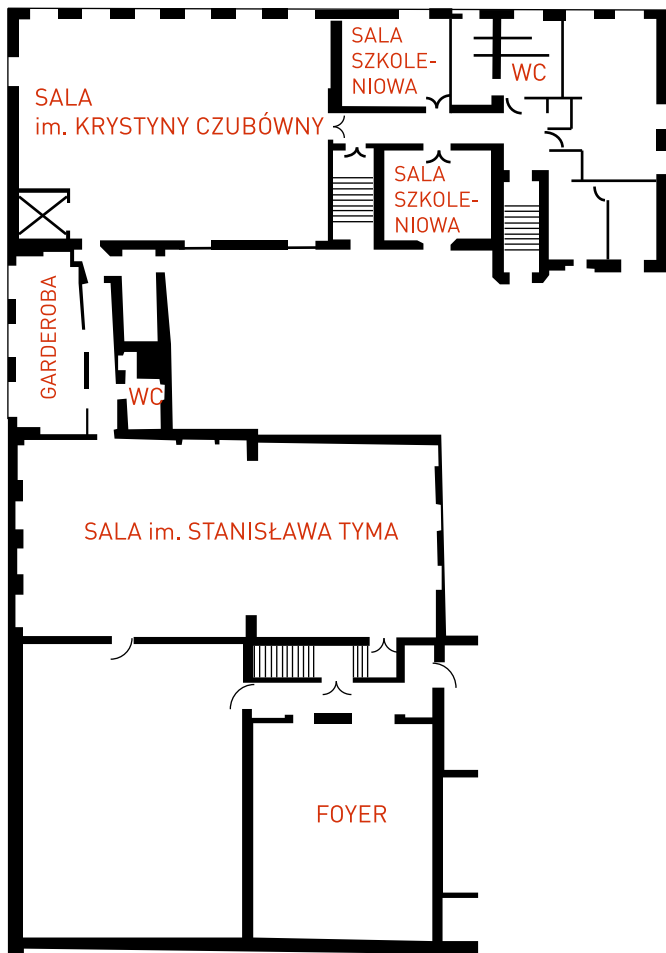 SALA
SZKOLE-
NIOWA
WC
SALA
im. KRYSTYNY CZUBÓWNY
SALA
SZKOLE-
NIOWA
GARDEROBA
WC
SALA im. STANISŁAWA TYMA
FOYER